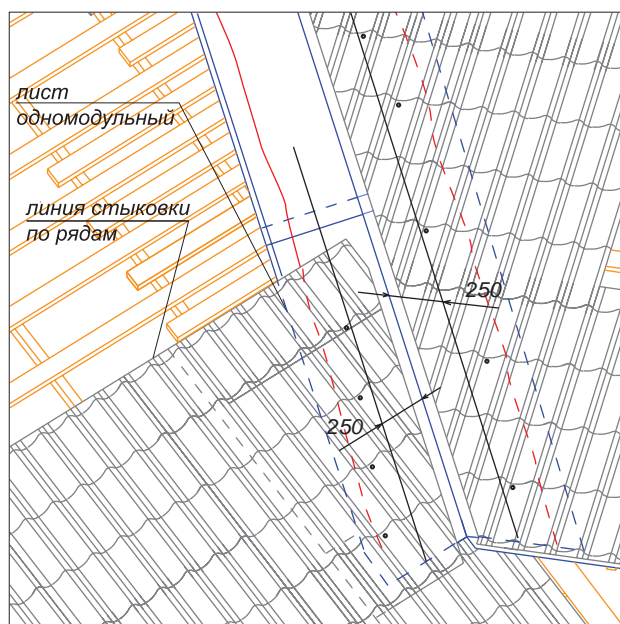 лист
одномодульный
линия стыковки
по рядам
250
250